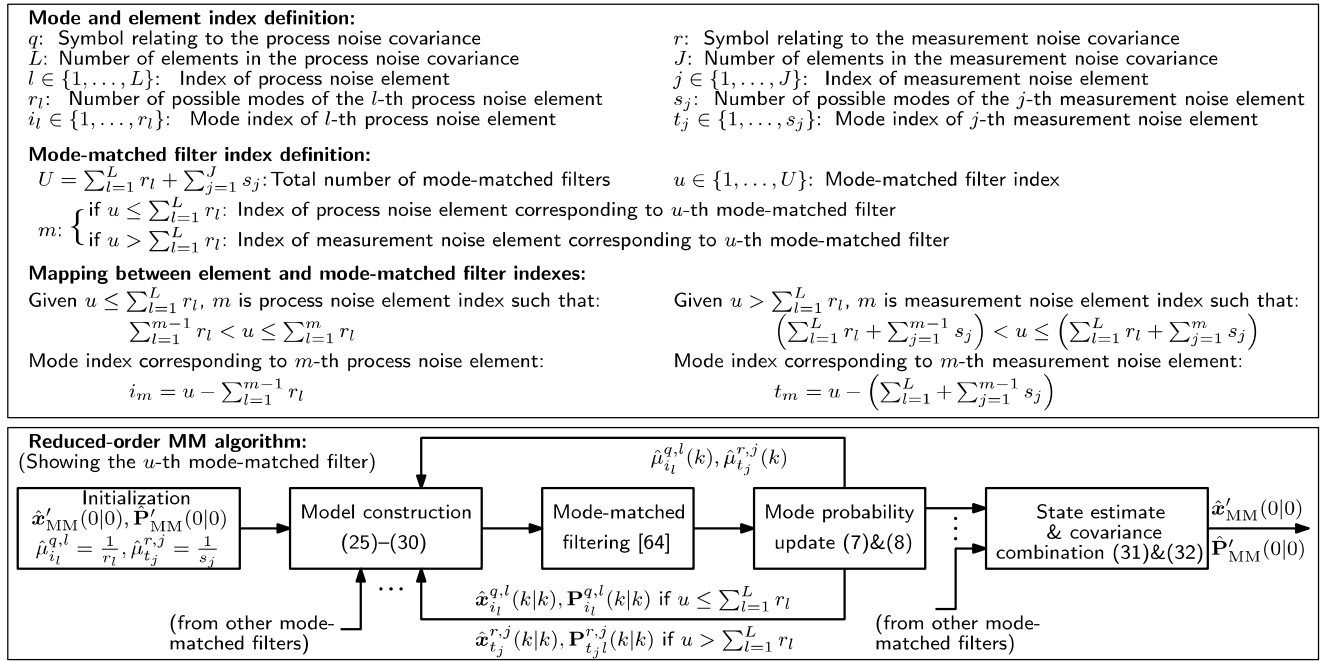 Mode and element index definition:
q: Symbol relating to the process noise covariance
r: Symbol relating to the measurement noise covariance
L: Number of elements in the process noise covariance
J: Number of elements in the measurement noise covariance
l ∈ {1, . . . , L}: Index of process noise element
j ∈ {1, . . . , J}: Index of measurement noise element
r_l: Number of possible modes of the l-th process noise element
s_j: Number of possible modes of the j-th measurement noise element
i_l ∈ {1, . . . , r_l}: Mode index of l-th process noise element
t_j ∈ {1, . . . , s_j}: Mode index of j-th measurement noise element
Mode-matched filter index definition:
U = ∑_{l=1}^{L} r_l + ∑_{j=1}^{J} s_j: Total number of mode-matched filters
u ∈ {1, . . . , U}: Mode-matched filter index
m: { if u ≤ ∑_{l=1}^{L} r_l: Index of process noise element corresponding to u-th mode-matched filter
if u > ∑_{l=1}^{L} r_l: Index of measurement noise element corresponding to u-th mode-matched filter
Mapping between element and mode-matched filter indexes:
Given u ≤ ∑_{l=1}^{L} r_l, m is process noise element index such that:
∑_{l=1}^{m−1} r_l < u ≤ ∑_{l=1}^{m} r_l
Mode index corresponding to m-th process noise element:
i_m = u − ∑_{l=1}^{m−1} r_l
Given u > ∑_{l=1}^{L} r_l, m is measurement noise element index such that:
(∑_{l=1}^{L} r_l + ∑_{j=1}^{m−1} s_j) < u ≤ (∑_{l=1}^{L} r_l + ∑_{j=1}^{m} s_j)
Mode index corresponding to m-th measurement noise element:
t_m = u − (∑_{l=1}^{L} + ∑_{j=1}^{m−1} s_j)
Reduced-order MM algorithm:
(Showing the u-th mode-matched filter)
Initialization
x̂′_MM(0|0), P̂′_MM(0|0)
μ̂_{i_l}^{q,l} = 1/r_l, μ̂_{t_j}^{r,j} = 1/s_j
Model construction
(25)–(30)
Mode-matched
filtering [64]
Mode probability
update (7)&(8)
State estimate
& covariance
combination (31)&(32)
x̂′_MM(0|0)
P̂′_MM(0|0)
μ̂_{i_l}^{q,l}(k), μ̂_{t_j}^{r,j}(k)
. . .
⋮
(from other mode-
matched filters)
x̂_{i_l}^{q,l}(k|k), P_{i_l}^{q,l}(k|k) if u ≤ ∑_{l=1}^{L} r_l
x̂_{t_j}^{r,j}(k|k), P_{t_j l}^{r,j}(k|k) if u > ∑_{l=1}^{L} r_l
(from other mode-
matched filters)